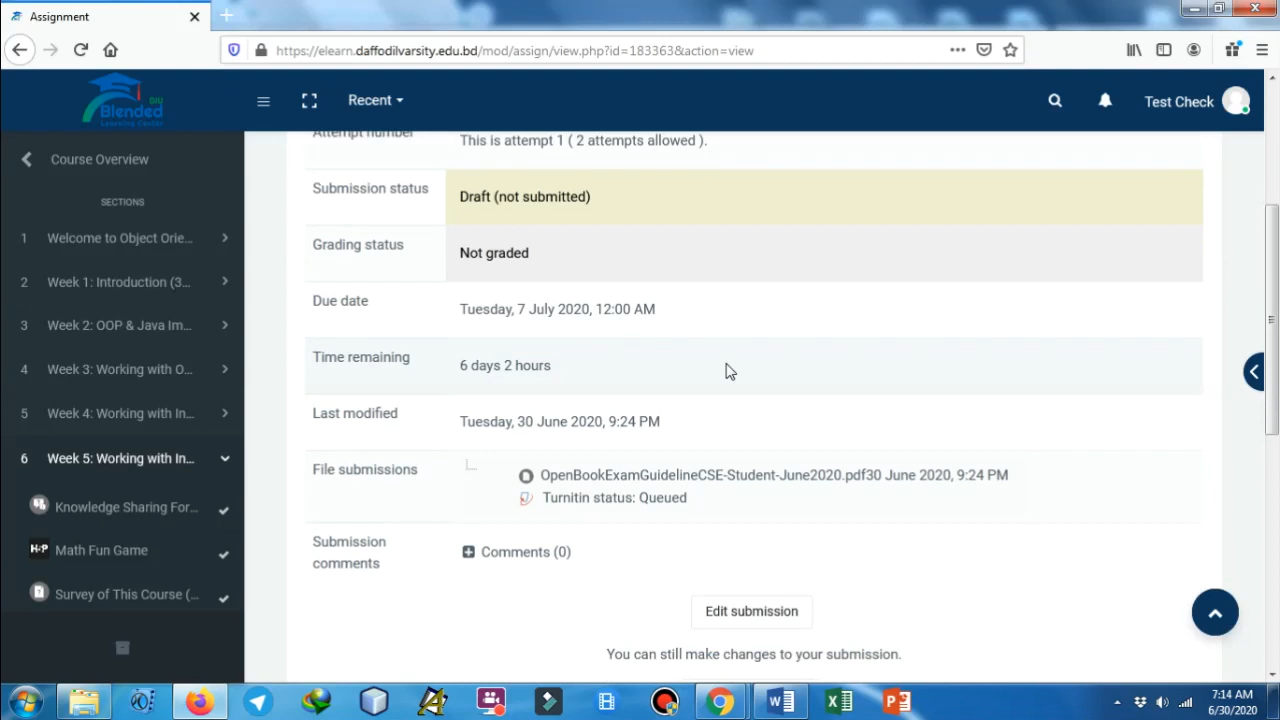 Assignment
https://elearn.daffodilvarsity.edu.bd/mod/assign/view.php?id=183363&action=view
DIU
Blended
Learning Center
Recent
Test Check
Course Overview
SECTIONS
1 Welcome to Object Orie...
2 Week 1: Introduction (3...
3 Week 2: OOP & Java Im...
4 Week 3: Working with O...
5 Week 4: Working with In...
6 Week 5: Working with In...
Knowledge Sharing For...
H-P Math Fun Game
Survey of This Course (...
Attempt number This is attempt 1 ( 2 attempts allowed ).
Submission status Draft (not submitted)
Grading status Not graded
Due date Tuesday, 7 July 2020, 12:00 AM
Time remaining 6 days 2 hours
Last modified Tuesday, 30 June 2020, 9:24 PM
File submissions OpenBookExamGuidelineCSE-Student-June2020.pdf30 June 2020, 9:24 PM
Turnitin status: Queued
Submission
comments
Comments (0)
Edit submission
You can still make changes to your submission.
7:14 AM
6/30/2020